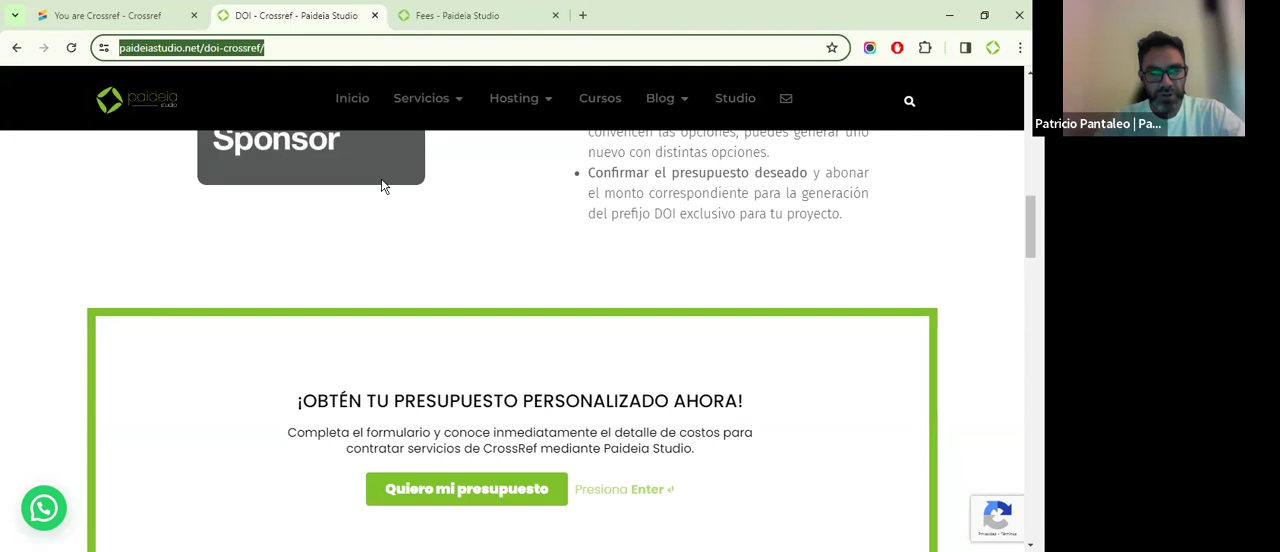 You are Crossref - Crossref
DOI - Crossref - Paideia Studio
Fees - Paideia Studio
paideiastudio.net/doi-crossref/
paideia
studio
Inicio
Servicios
Hosting
Cursos
Blog
Studio
Sponsor
convencen las opciones, puedes generar uno
nuevo con distintas opciones.
• Confirmar el presupuesto deseado y abonar
el monto correspondiente para la generación
del prefijo DOI exclusivo para tu proyecto.
¡OBTÉN TU PRESUPUESTO PERSONALIZADO AHORA!
Completa el formulario y conoce inmediatamente el detalle de costos para
contratar servicios de CrossRef mediante Paideia Studio.
Quiero mi presupuesto
Presiona Enter ↵
Privacidad - Términos
Patricio Pantaleo | Pa...